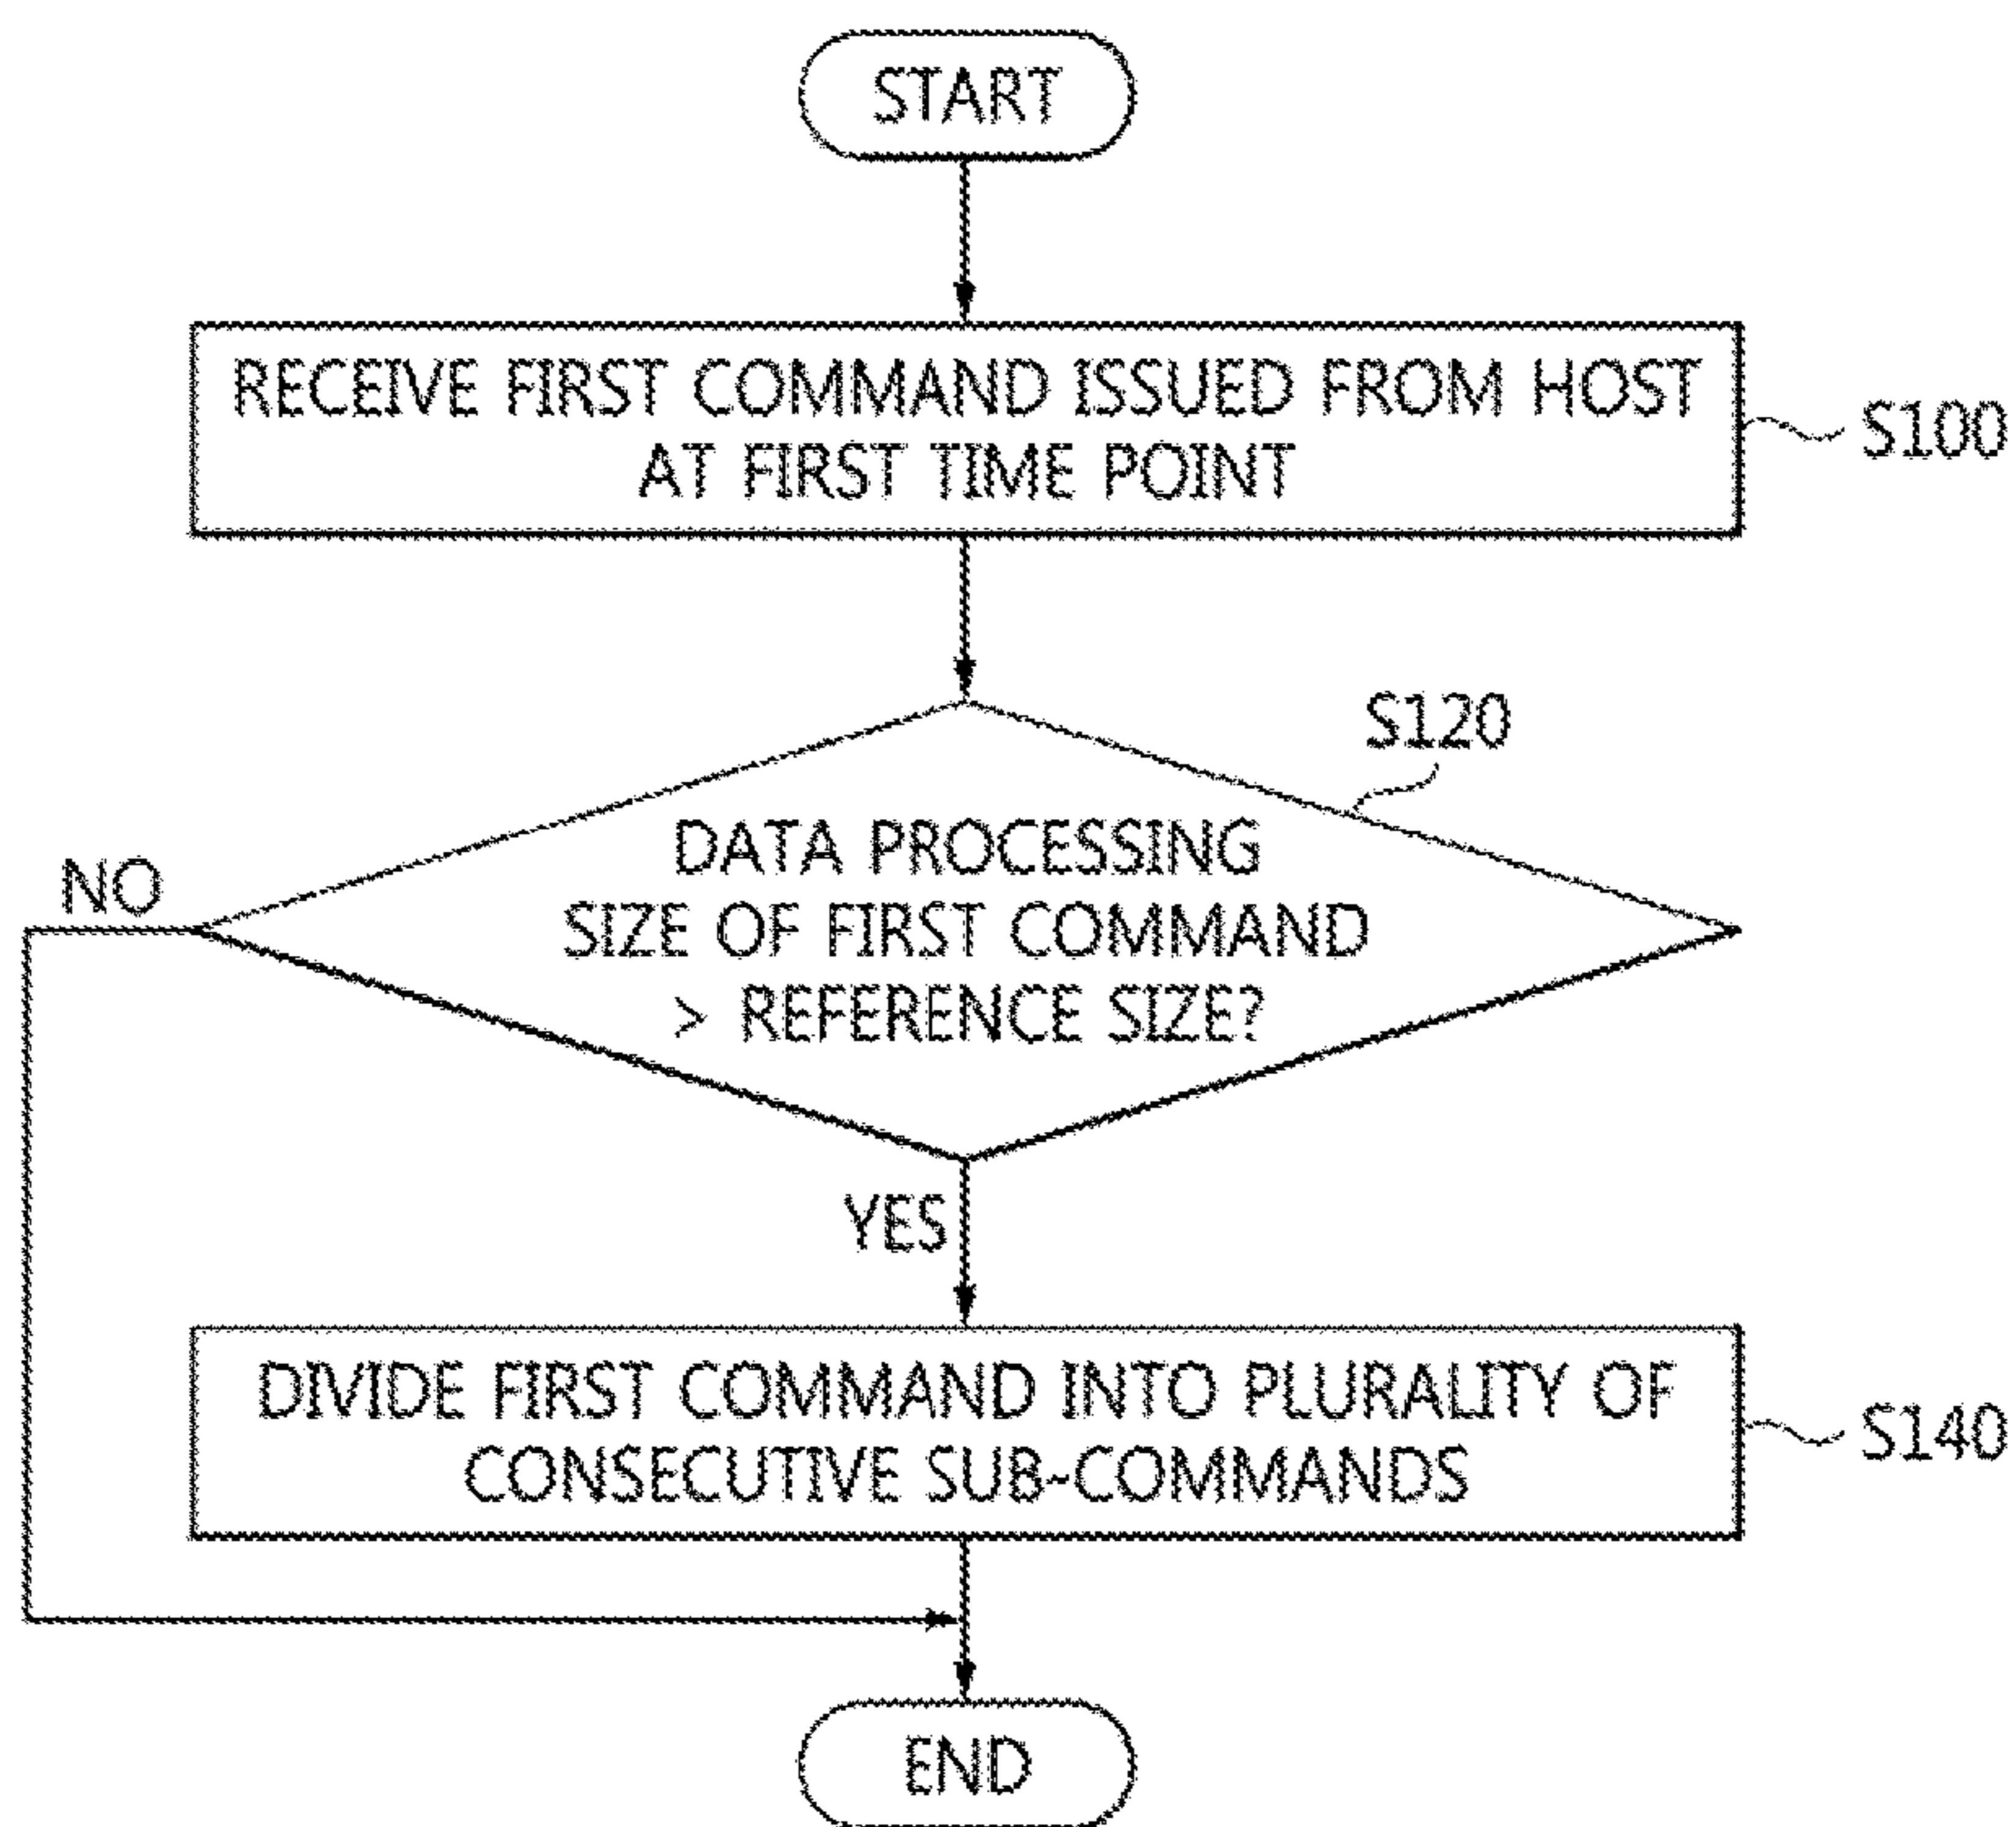 START
RECEIVE FIRST COMMAND ISSUED FROM HOST
AT FIRST TIME POINT
S100
S120
DATA PROCESSING
SIZE OF FIRST COMMAND
> REFERENCE SIZE?
NO
YES
DIVIDE FIRST COMMAND INTO PLURALITY OF
CONSECUTIVE SUB-COMMANDS
S140
END